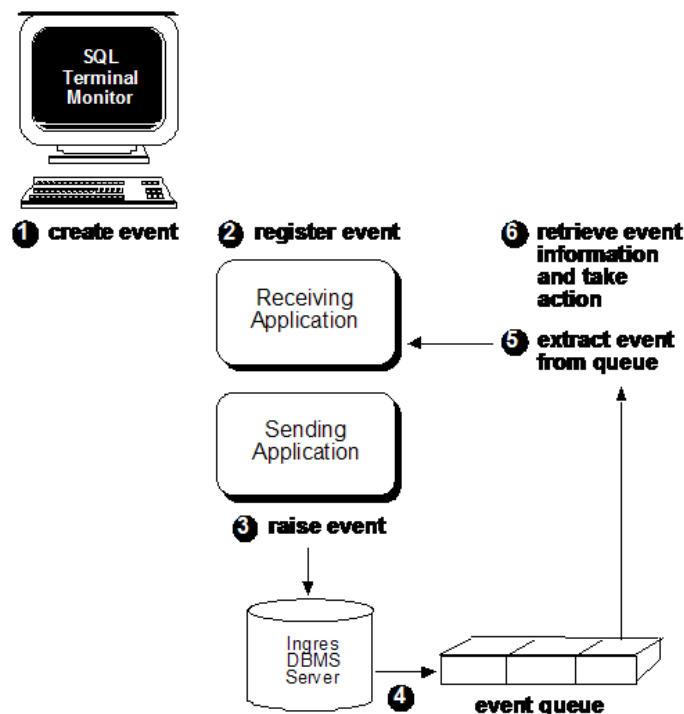 SQL
Terminal
Monitor
1 create event
2 register event
6 retrieve event
information
and take
action
Receiving
Application
5 extract event
from queue
Sending
Application
3 raise event
Ingres
DBMS
Server
4
event queue